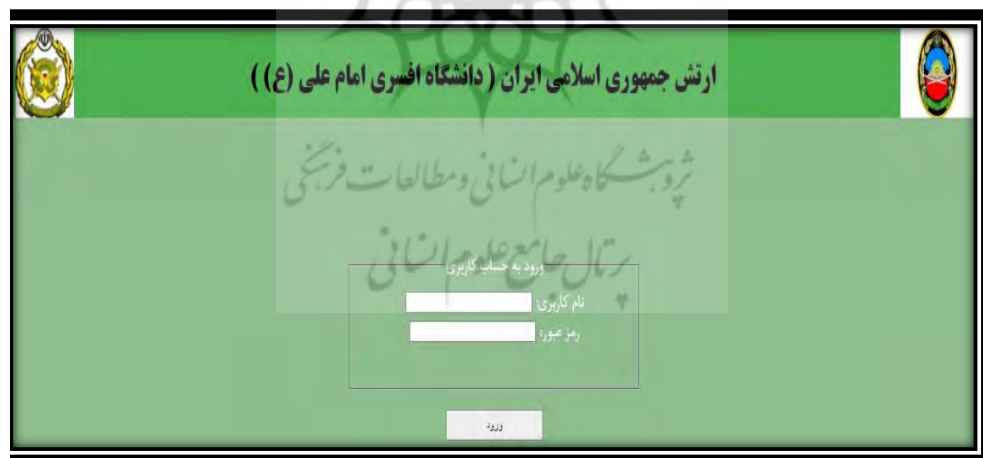 ارتش جمهوری اسلامی ایران ( دانشگاه افسری امام علی (ع) )
پژوهشگاه علوم انسانی و مطالعات فرهنگی
پرتال جامع علوم انسانی
ورود به حساب کاربری
نام کاربری:
رمز عبور:
ورود